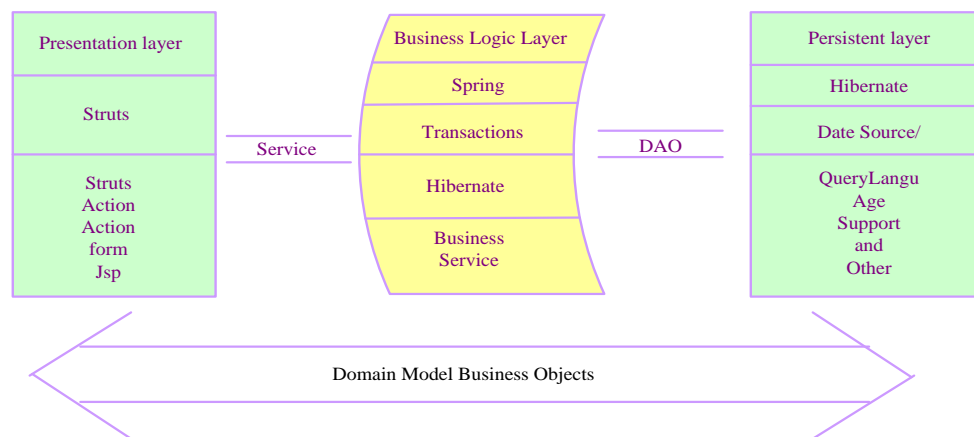 Presentation layer
Struts
Struts
Action
Action
form
Jsp
Service
Business Logic Layer
Spring
Transactions
Hibernate
Business
Service
DAO
Persistent layer
Hibernate
Date Source/
QueryLangu
Age
Support
and
Other
Domain Model Business Objects